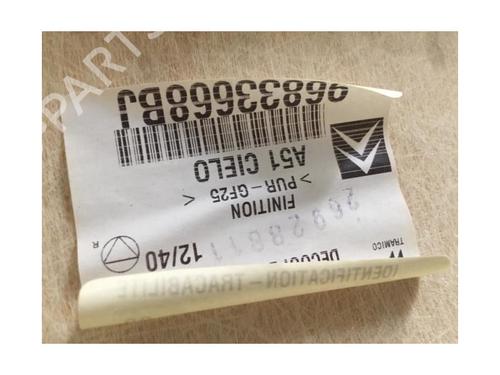 IDENTIFICATION - TRACABILITE
TRAMICO
12/40
R
FINITION
> PUR-GF25 <
A51 CIELO
96833668BJ